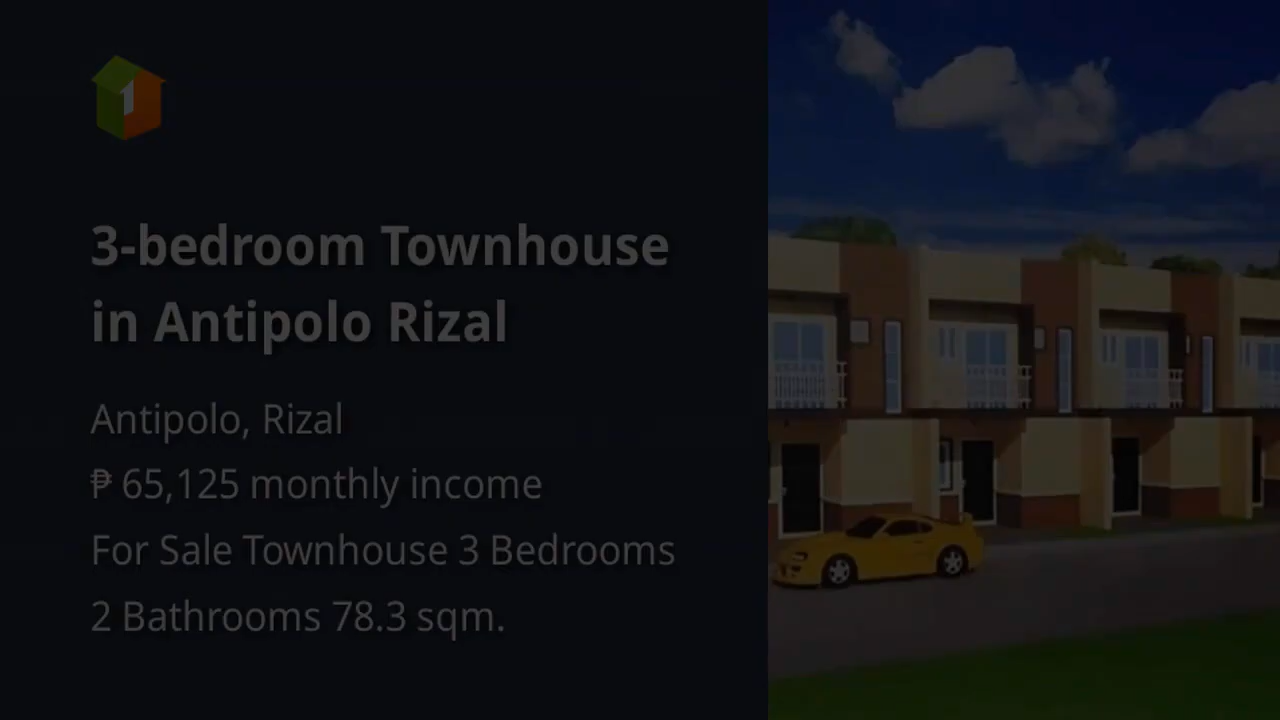 3-bedroom Townhouse
in Antipolo Rizal
Antipolo, Rizal
₱ 65,125 monthly income
For Sale Townhouse 3 Bedrooms
2 Bathrooms 78.3 sqm.